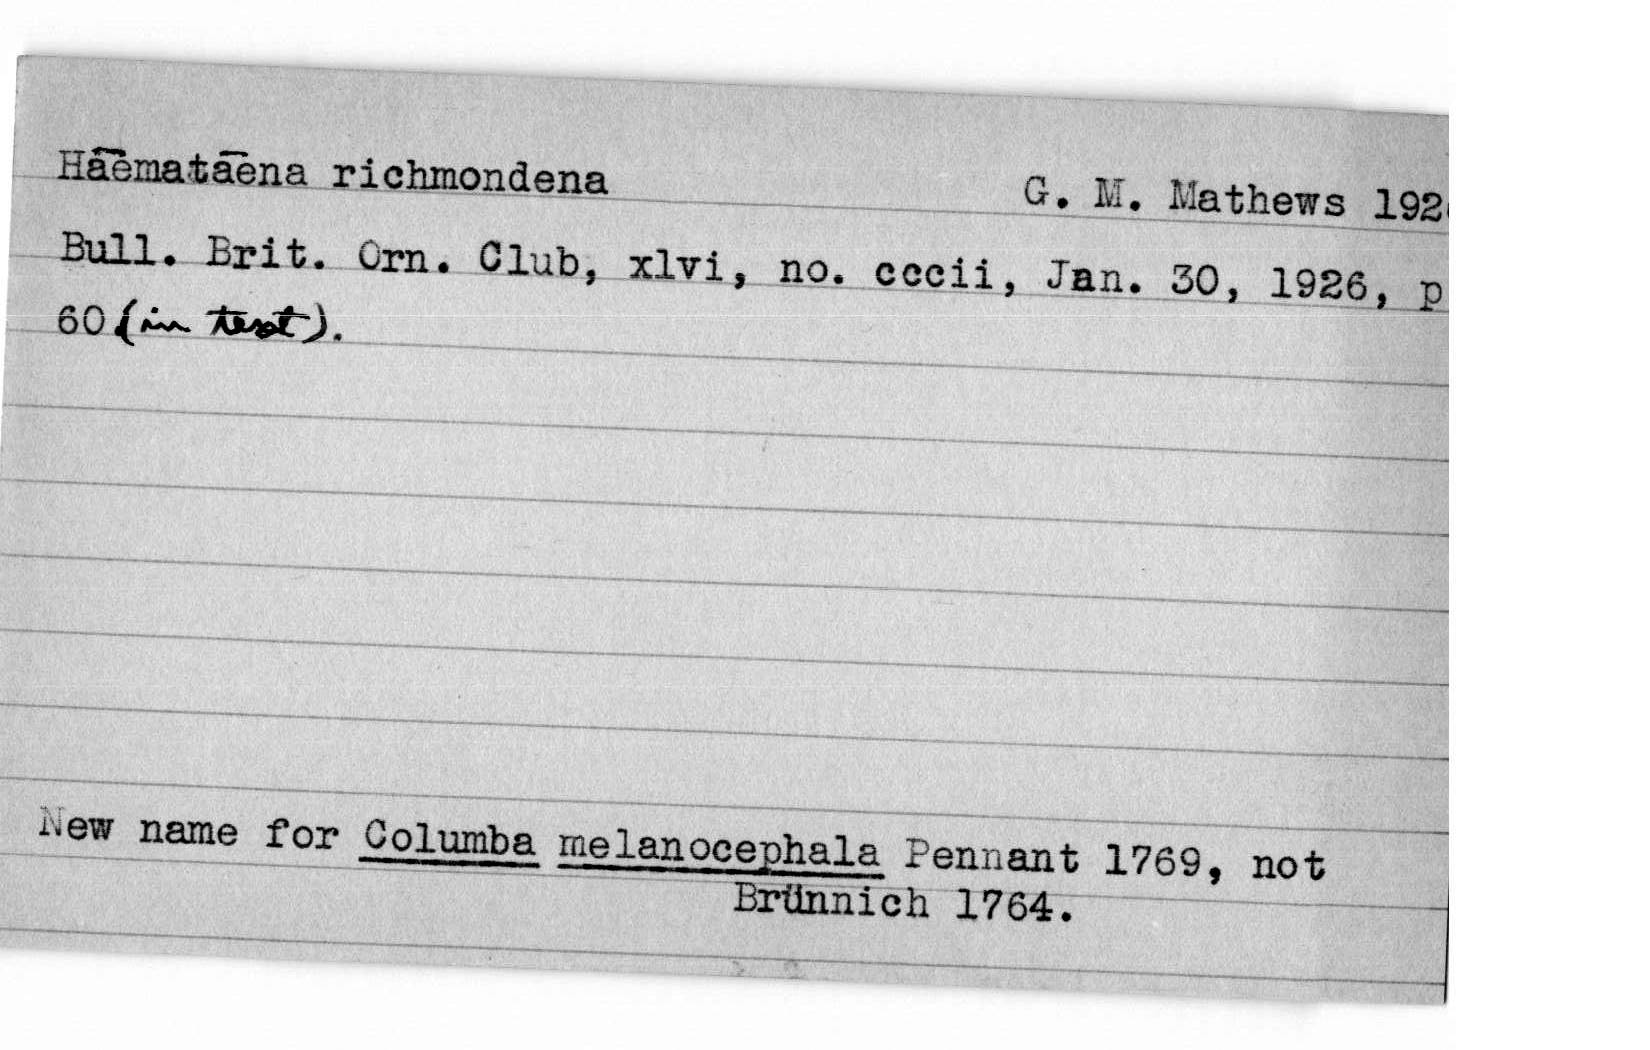 Haematāena richmondena G. M. Mathews 192
Bull. Brit. Orn. Club, xlvi, no. cccii, Jan. 30, 1926, p
60 (in text).
New name for Columba melanocephala Pennant 1769, not
Brünnich 1764.